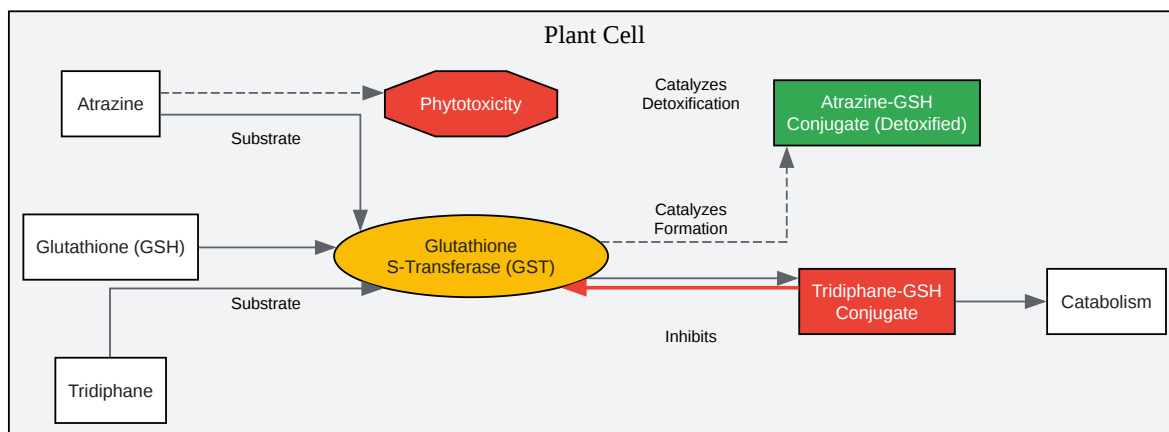 Plant Cell
Atrazine
Phytotoxicity
Catalyzes
Detoxification
Atrazine-GSH
Conjugate (Detoxified)
Substrate
Glutathione (GSH)
Glutathione
S-Transferase (GST)
Catalyzes
Formation
Substrate
Tridiphane-GSH
Conjugate
Catabolism
Inhibits
Tridiphane